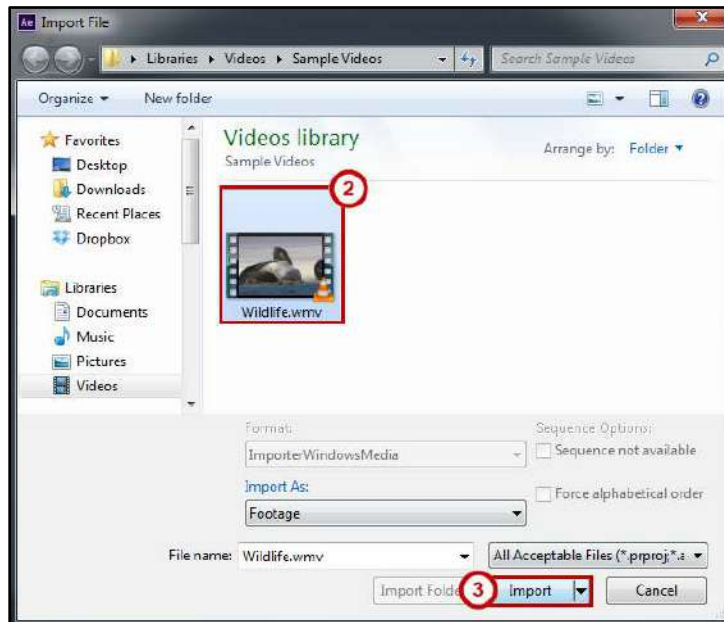 Ae Import File
Libraries Videos Sample Videos
Search Sample Videos
Organize New folder
Favorites
Desktop
Downloads
Recent Places
Dropbox
Libraries
Documents
Music
Pictures
Videos
Videos library
Sample Videos
Arrange by: Folder
2
Wildlife.wmv
Format:
ImporterWindowsMedia
Import As:
Footage
Sequence Options:
Sequence not available
Force alphabetical order
File name: Wildlife.wmv
All Acceptable Files (*.prproj;*.a
Import Folde
3 Import
Cancel